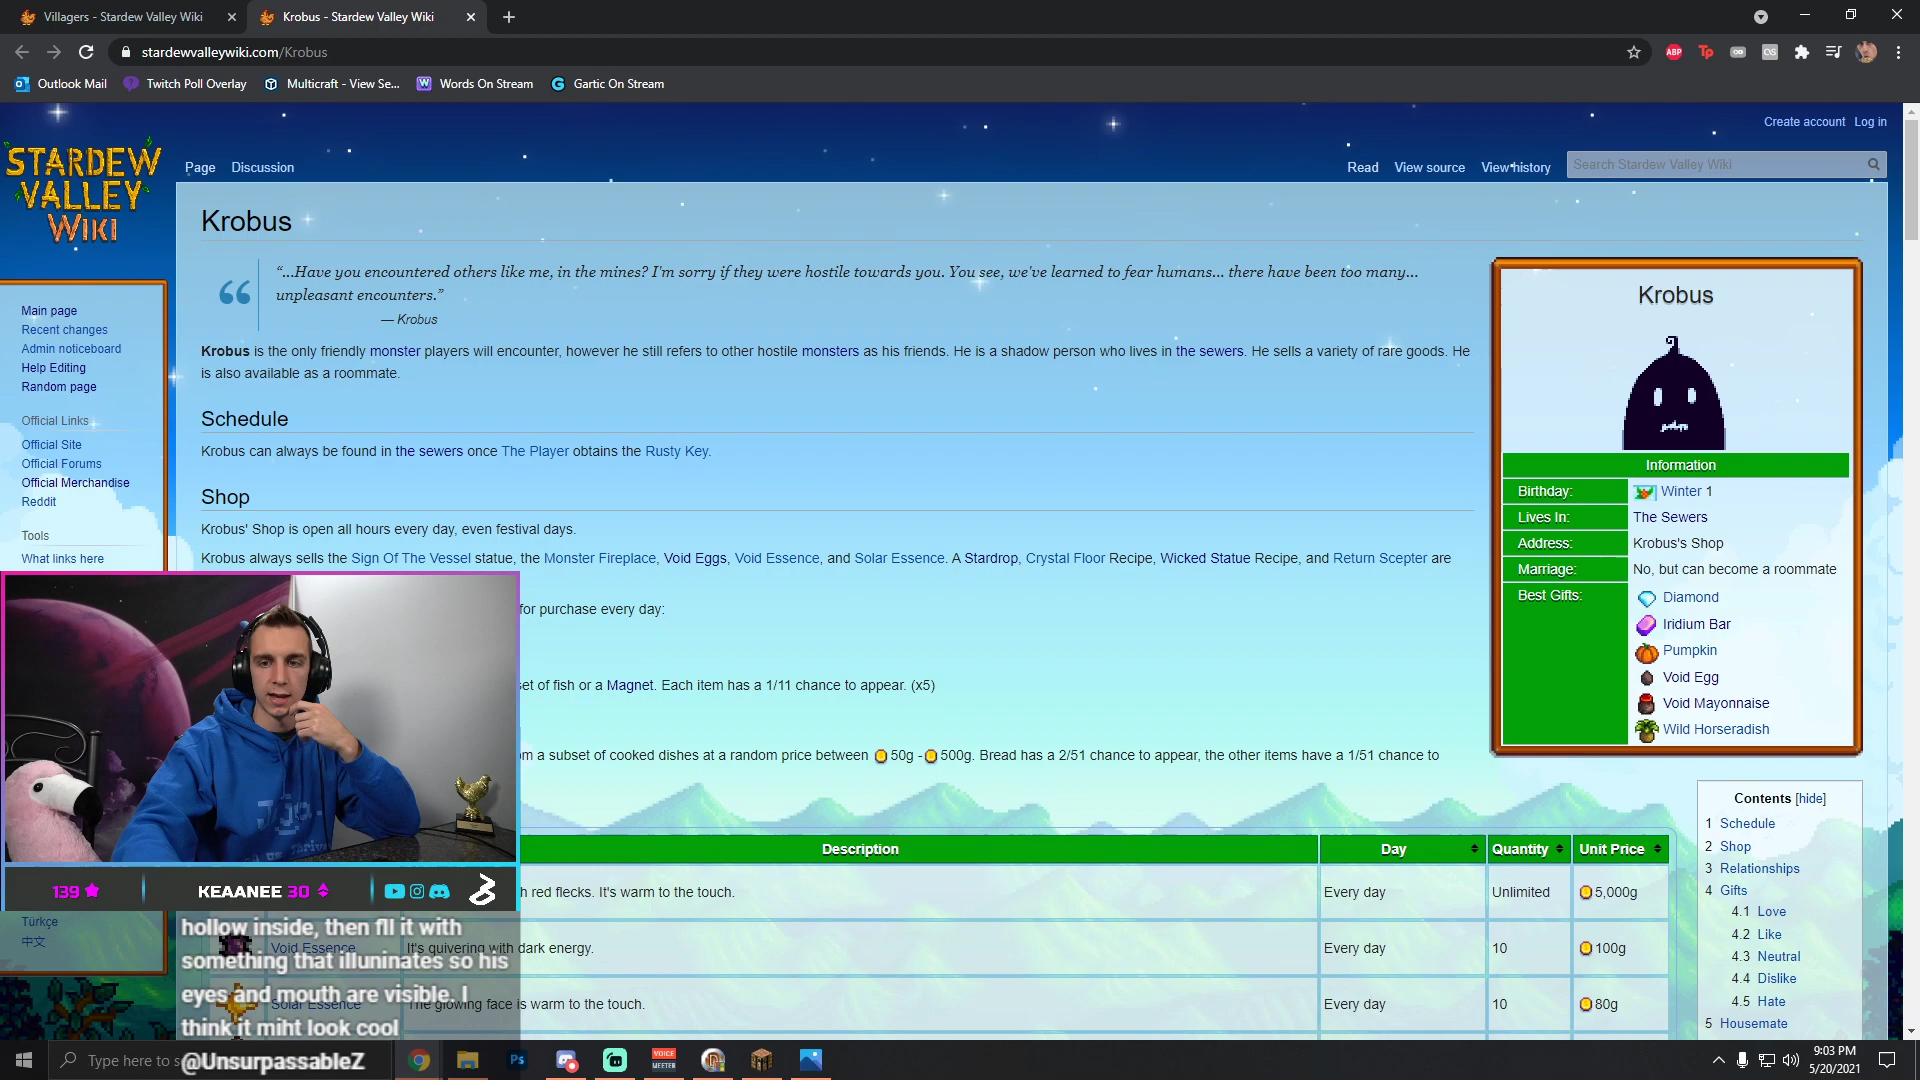 Villagers - Stardew Valley Wiki
Krobus - Stardew Valley Wiki
stardewvalleywiki.com/Krobus
ABP
Tp
Outlook Mail
Twitch Poll Overlay
Multicraft - View Se...
Words On Stream
Gartic On Stream
Create account Log in
STARDEW
VALLEY
WIKI
Page Discussion
Read View source View history
Search Stardew Valley Wiki
Krobus
"...Have you encountered others like me, in the mines? I'm sorry if they were hostile towards you. You see, we've learned to fear humans... there have been too many...
unpleasant encounters."
— Krobus
Krobus is the only friendly monster players will encounter, however he still refers to other hostile monsters as his friends. He is a shadow person who lives in the sewers. He sells a variety of rare goods. He
is also available as a roommate.
Schedule
Krobus can always be found in the sewers once The Player obtains the Rusty Key.
Shop
Krobus' Shop is open all hours every day, even festival days.
Krobus always sells the Sign Of The Vessel statue, the Monster Fireplace, Void Eggs, Void Essence, and Solar Essence. A Stardrop, Crystal Floor Recipe, Wicked Statue Recipe, and Return Scepter are
for purchase every day:
set of fish or a Magnet. Each item has a 1/11 chance to appear. (x5)
m a subset of cooked dishes at a random price between 50g - 500g. Bread has a 2/51 chance to appear, the other items have a 1/51 chance to
Main page
Recent changes
Admin noticeboard
Help Editing
Random page
Official Links
Official Site
Official Forums
Official Merchandise
Reddit
Tools
What links here
Krobus
Information
Birthday: Winter 1
Lives In: The Sewers
Address: Krobus's Shop
Marriage: No, but can become a roommate
Best Gifts: Diamond
Iridium Bar
Pumpkin
Void Egg
Void Mayonnaise
Wild Horseradish
Contents [hide]
1 Schedule
2 Shop
3 Relationships
4 Gifts
4.1 Love
4.2 Like
4.3 Neutral
4.4 Dislike
4.5 Hate
5 Housemate
Description Day Quantity Unit Price
h red flecks. It's warm to the touch. Every day Unlimited 5,000g
Void Essence It's quivering with dark energy. Every day 10 100g
Solar Essence The glowing face is warm to the touch. Every day 10 80g
139 KEAANEE 30
Türkçe
中文
hollow inside, then fll it with
something that illuninates so his
eyes and mouth are visible. I
think it miht look cool
@UnsurpassableZ
Type here to s
Ps
VOICE
MEETER
9:03 PM
5/20/2021